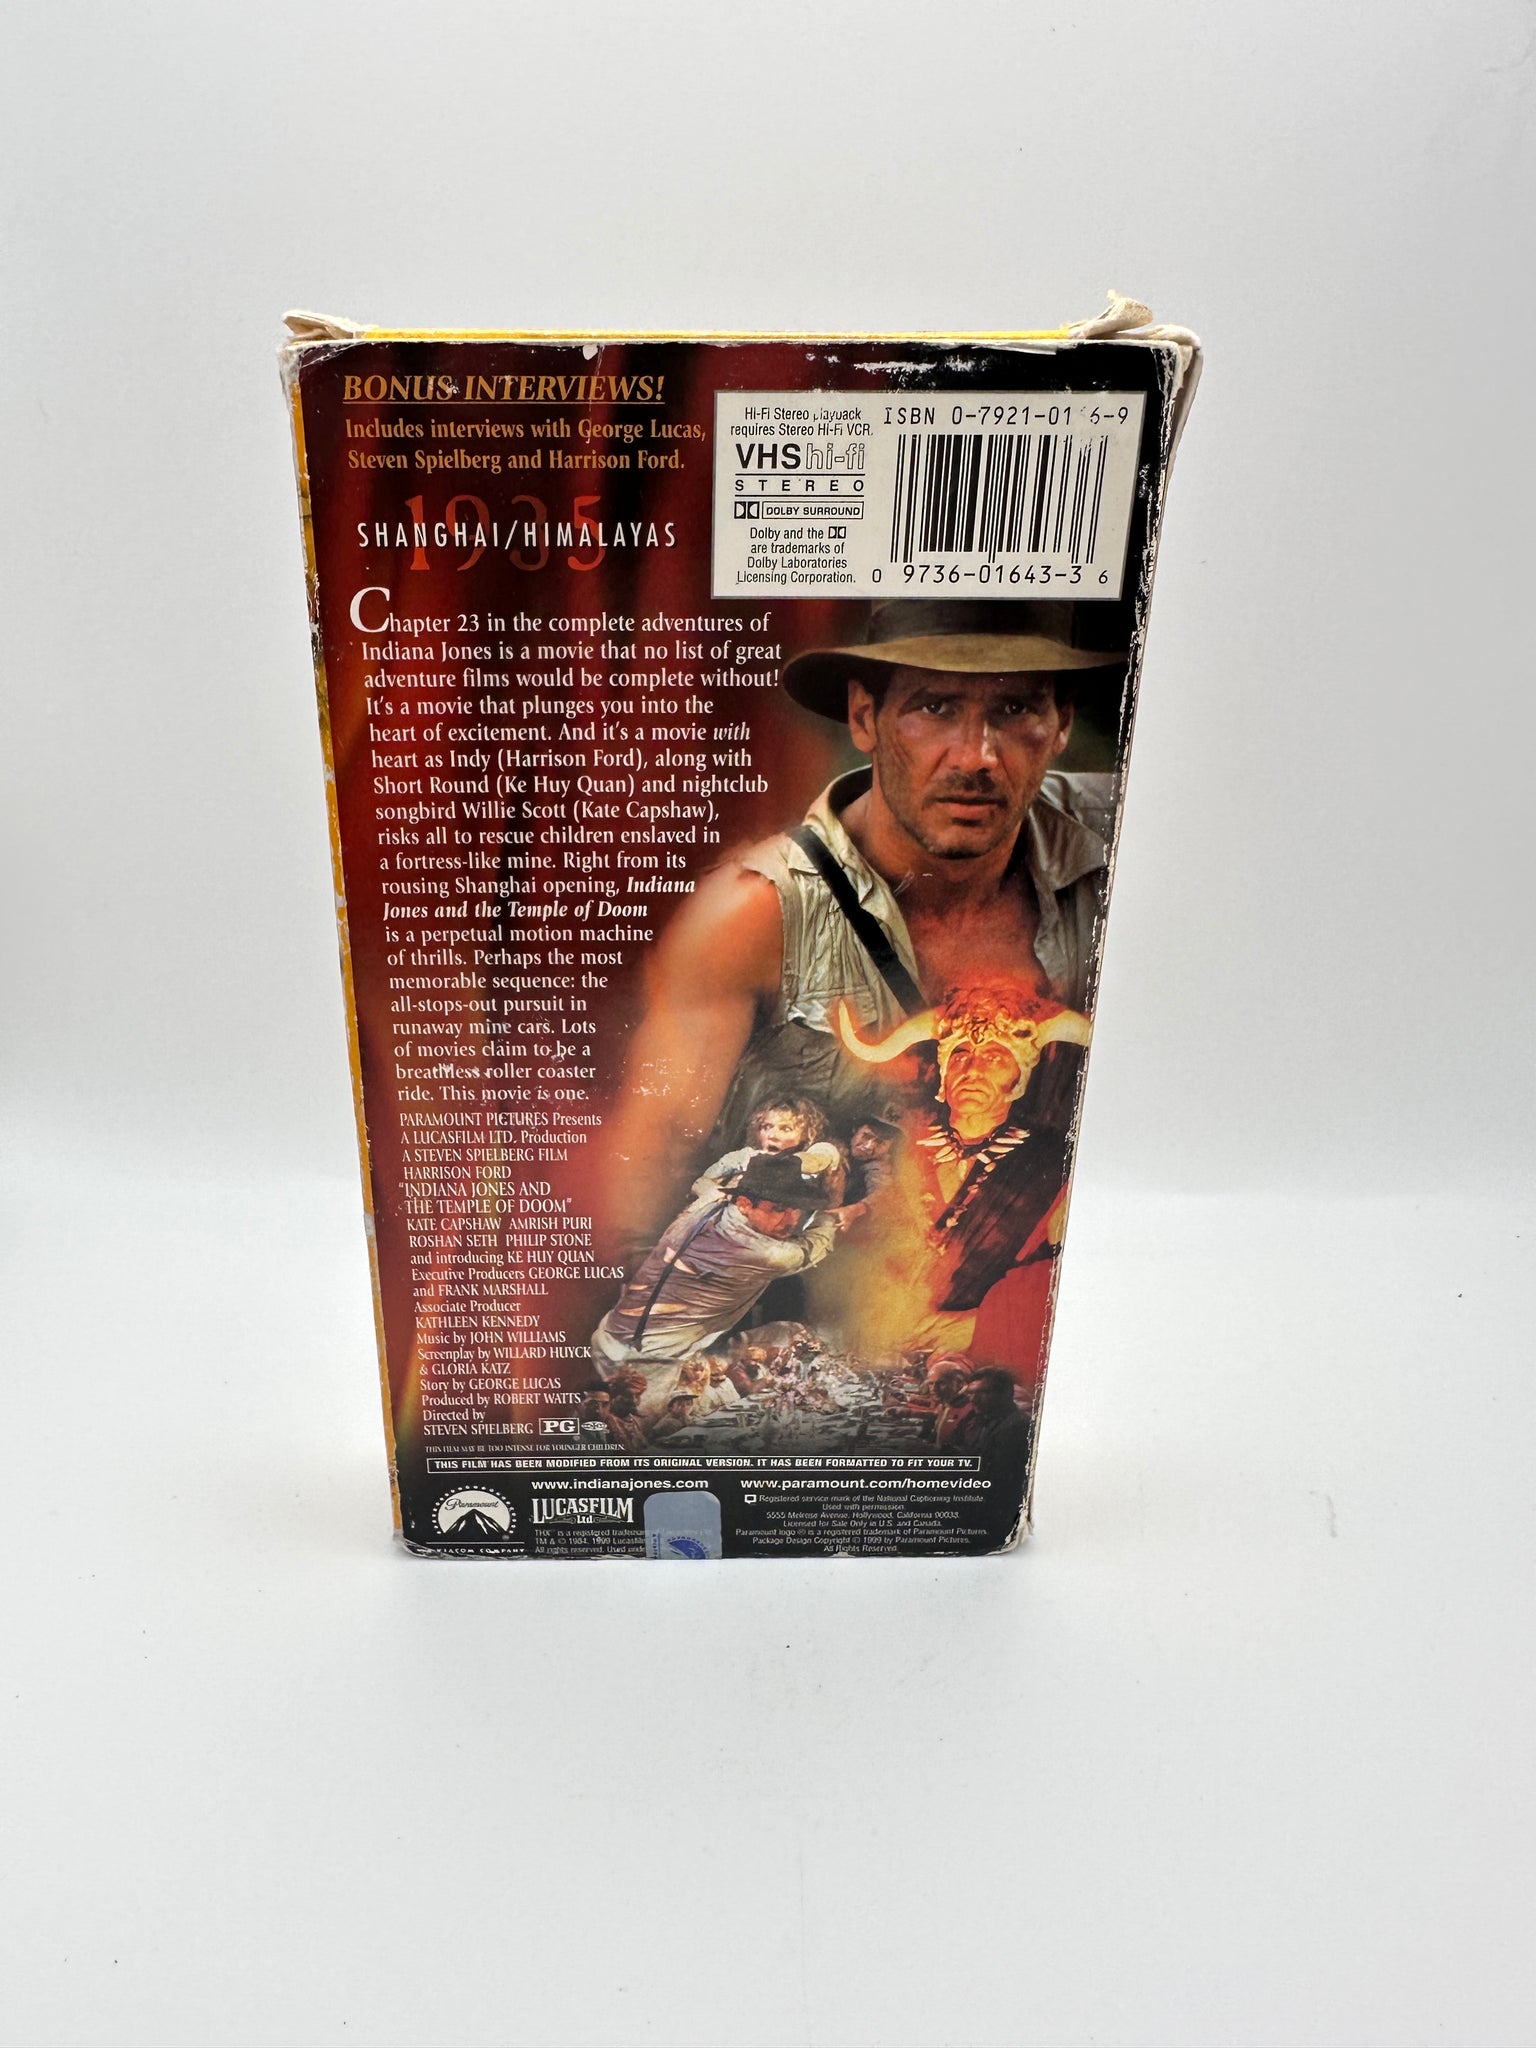 BONUS INTERVIEWS!
Includes interviews with George Lucas,
Steven Spielberg and Harrison Ford.
1935
SHANGHAI/HIMALAYAS
Hi-Fi Stereo playback
requires Stereo Hi-Fi VCR.
VHS hi-fi
STEREO
DOLBY SURROUND
Dolby and the
are trademarks of
Dolby Laboratories
Licensing Corporation.
ISBN 0-7921-01 6-9
0 9736-01643-3 6
Chapter 23 in the complete adventures of
Indiana Jones is a movie that no list of great
adventure films would be complete without!
It's a movie that plunges you into the
heart of excitement. And it's a movie with
heart as Indy (Harrison Ford), along with
Short Round (Ke Huy Quan) and nightclub
songbird Willie Scott (Kate Capshaw),
risks all to rescue children enslaved in
a fortress-like mine. Right from its
rousing Shanghai opening, Indiana
Jones and the Temple of Doom
is a perpetual motion machine
of thrills. Perhaps the most
memorable sequence: the
all-stops-out pursuit in
runaway mine cars. Lots
of movies claim to be a
breathless roller coaster
ride. This movie is one.
PARAMOUNT PICTURES Presents
A LUCASFILM LTD. Production
A STEVEN SPIELBERG FILM
HARRISON FORD
"INDIANA JONES AND
THE TEMPLE OF DOOM"
KATE CAPSHAW AMRISH PURI
ROSHAN SETH PHILIP STONE
and introducing KE HUY QUAN
Executive Producers GEORGE LUCAS
and FRANK MARSHALL
Associate Producer
KATHLEEN KENNEDY
Music by JOHN WILLIAMS
Screenplay by WILLARD HUYCK
& GLORIA KATZ
Story by GEORGE LUCAS
Produced by ROBERT WATTS
Directed by
STEVEN SPIELBERG PG
THIS FILM MAY BE TOO INTENSE FOR YOUNGER CHILDREN.
THIS FILM HAS BEEN MODIFIED FROM ITS ORIGINAL VERSION. IT HAS BEEN FORMATTED TO FIT YOUR TV.
www.indianajones.com www.paramount.com/homevideo
Paramount
A VIACOM COMPANY
LUCASFILM
Ltd.
THX is a registered trademark
TM & © 1984, 1999 Lucasfilm
All rights reserved. Used under
Registered service mark of the National Captioning Institute.
Used with permission.
5555 Melrose Avenue, Hollywood, California 90038.
Licensed for Sale Only in U.S. and Canada.
Paramount logo ® is a registered trademark of Paramount Pictures.
Package Design Copyright © 1999 by Paramount Pictures.
All Rights Reserved.